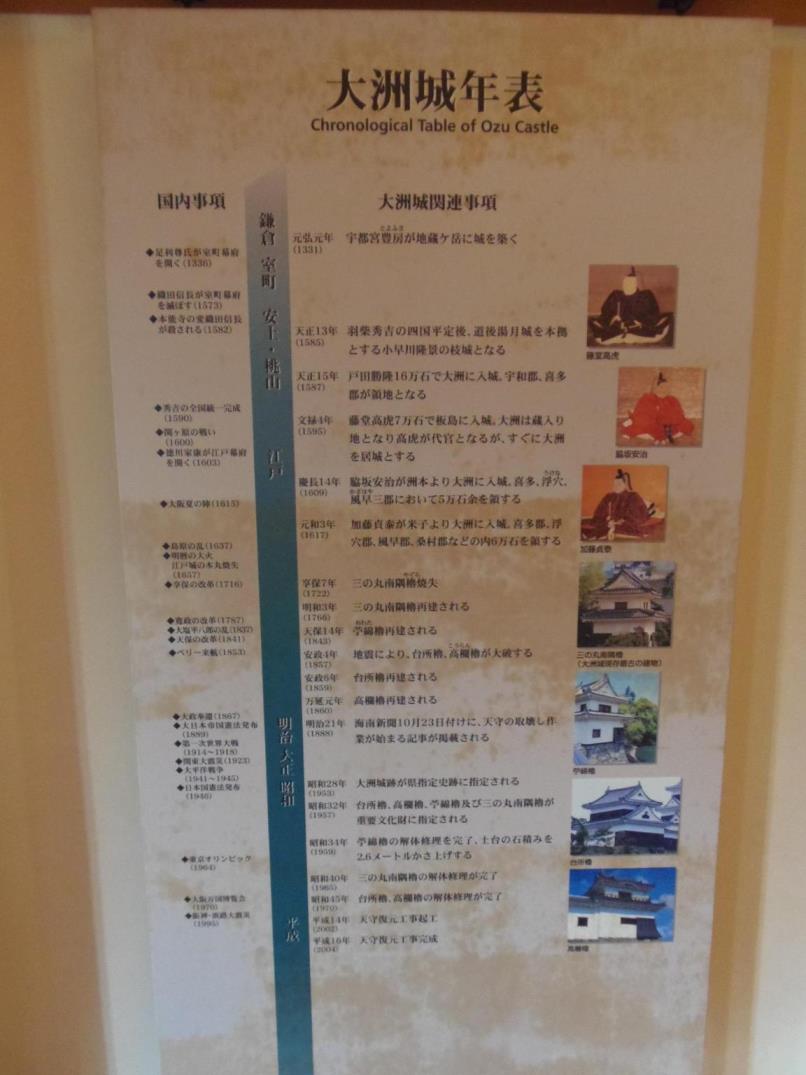 大洲城年表
Chronological Table of Ozu Castle
国内事項
大洲城関連事項
鎌倉
室町
安土・桃山
江戸
明治
大正
昭和
平成
◆足利尊氏が室町幕府
を開く(1336)
◆織田信長が室町幕府
を滅ぼす(1573)
◆本能寺の変織田信長
が殺される(1582)
◆秀吉の全国統一完成
(1590)
◆関ヶ原の戦い
(1600)
◆徳川家康が江戸幕府
を開く(1603)
◆大阪夏の陣(1615)
◆島原の乱(1637)
◆明暦の大火
江戸城の本丸焼失
(1657)
◆享保の改革(1716)
◆寛政の改革(1787)
◆大塩平八郎の乱(1837)
◆天保の改革(1841)
◆ペリー来航(1853)
◆大政奉還(1867)
◆大日本帝国憲法発布
(1889)
◆第一次世界大戦
(1914〜1918)
◆関東大震災(1923)
◆太平洋戦争
(1941〜1945)
◆日本国憲法発布
(1946)
◆東京オリンピック
(1964)
◆大阪万国博覧会
(1970)
◆阪神・淡路大震災
(1995)
とよふさ
元弘元年 宇都宮豊房が地蔵ケ岳に城を築く
(1331)
天正13年 羽柴秀吉の四国平定後、道後湯月城を本拠
(1585)
とする小早川隆景の枝城となる
天正15年 戸田勝隆16万石で大洲に入城。宇和郡、喜多
(1587)
郡が領地となる
文禄4年 藤堂高虎7万石で板島に入城。大洲は蔵入り
(1595)
地となり高虎が代官となるが、すぐに大洲
を居城とする
うけな
慶長14年 脇坂安治が洲本より大洲に入城。喜多、浮穴、
(1609)
かざはや
風早三郡において5万石余を領する
元和3年 加藤貞泰が米子より大洲に入城。喜多郡、浮
(1617)
穴郡、風早郡、桑村郡などの内6万石を領する
やぐら
享保7年 三の丸南隅櫓焼失
(1722)
明和3年 三の丸南隅櫓再建される
(1766)
おわた
天保14年 苧綿櫓再建される
(1843)
こうらん
安政4年 地震により、台所櫓、高欄櫓が大破する
(1857)
安政6年 台所櫓再建される
(1859)
万延元年 高欄櫓再建される
(1860)
明治21年 海南新聞10月23日付けに、天守の取壊し作
(1888)
業が始まる記事が掲載される
昭和28年 大洲城跡が県指定史跡に指定される
(1953)
昭和32年 台所櫓、高欄櫓、苧綿櫓及び三の丸南隅櫓が
(1957)
重要文化財に指定される
昭和34年 苧綿櫓の解体修理を完了、土台の石積みを
(1959)
2.6メートルかさ上げする
昭和40年 三の丸南隅櫓の解体修理が完了
(1965)
昭和45年 台所櫓、高欄櫓の解体修理が完了
(1970)
平成14年 天守復元工事起工
(2002)
平成16年 天守復元工事完成
(2004)
藤堂高虎
脇坂安治
加藤貞泰
三の丸南隅櫓
(大洲城現存最古の建物)
苧綿櫓
台所櫓
高欄櫓